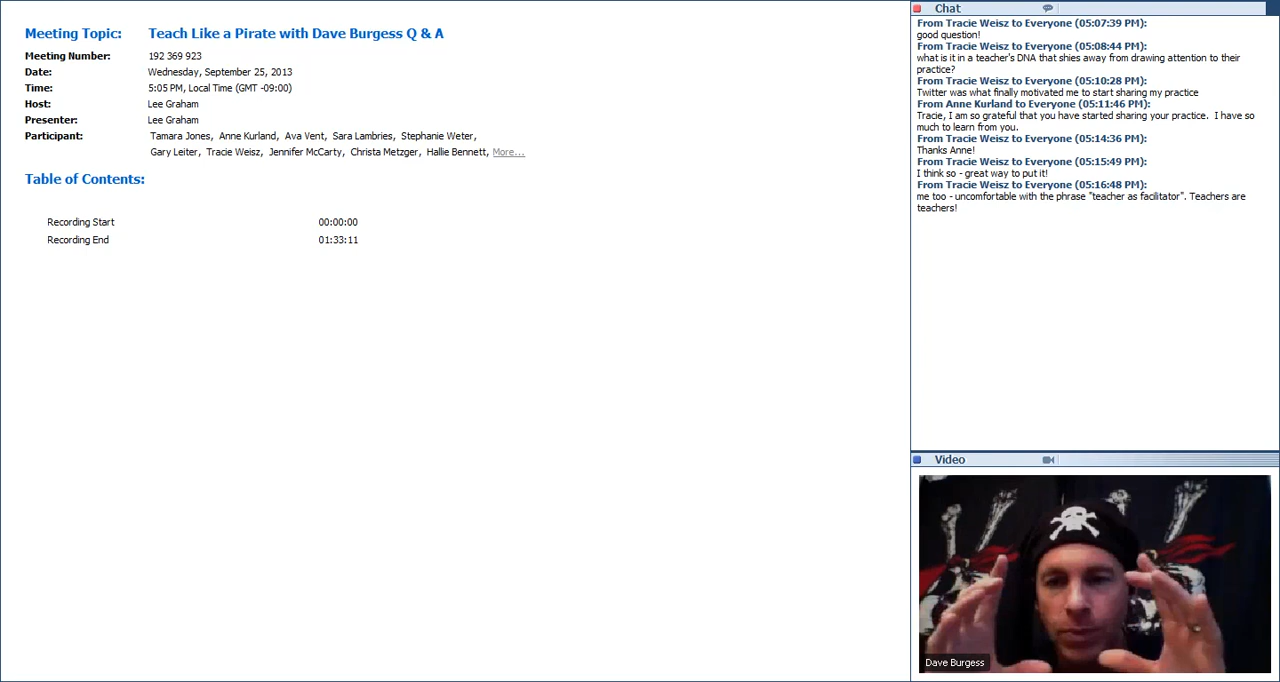 Meeting Topic: Teach Like a Pirate with Dave Burgess Q & A
Meeting Number: 192 369 923
Date: Wednesday, September 25, 2013
Time: 5:05 PM, Local Time (GMT -09:00)
Host: Lee Graham
Presenter: Lee Graham
Participant: Tamara Jones, Anne Kurland, Ava Vent, Sara Lambries, Stephanie Weter,
Gary Leiter, Tracie Weisz, Jennifer McCarty, Christa Metzger, Hallie Bennett, More...
Table of Contents:
Recording Start 00:00:00
Recording End 01:33:11
Chat
From Tracie Weisz to Everyone (05:07:39 PM):
good question!
From Tracie Weisz to Everyone (05:08:44 PM):
what is it in a teacher's DNA that shies away from drawing attention to their
practice?
From Tracie Weisz to Everyone (05:10:28 PM):
Twitter was what finally motivated me to start sharing my practice
From Anne Kurland to Everyone (05:11:46 PM):
Tracie, I am so grateful that you have started sharing your practice. I have so
much to learn from you.
From Tracie Weisz to Everyone (05:14:36 PM):
Thanks Anne!
From Tracie Weisz to Everyone (05:15:49 PM):
I think so - great way to put it!
From Tracie Weisz to Everyone (05:16:48 PM):
me too - uncomfortable with the phrase "teacher as facilitator". Teachers are
teachers!
Video
Dave Burgess